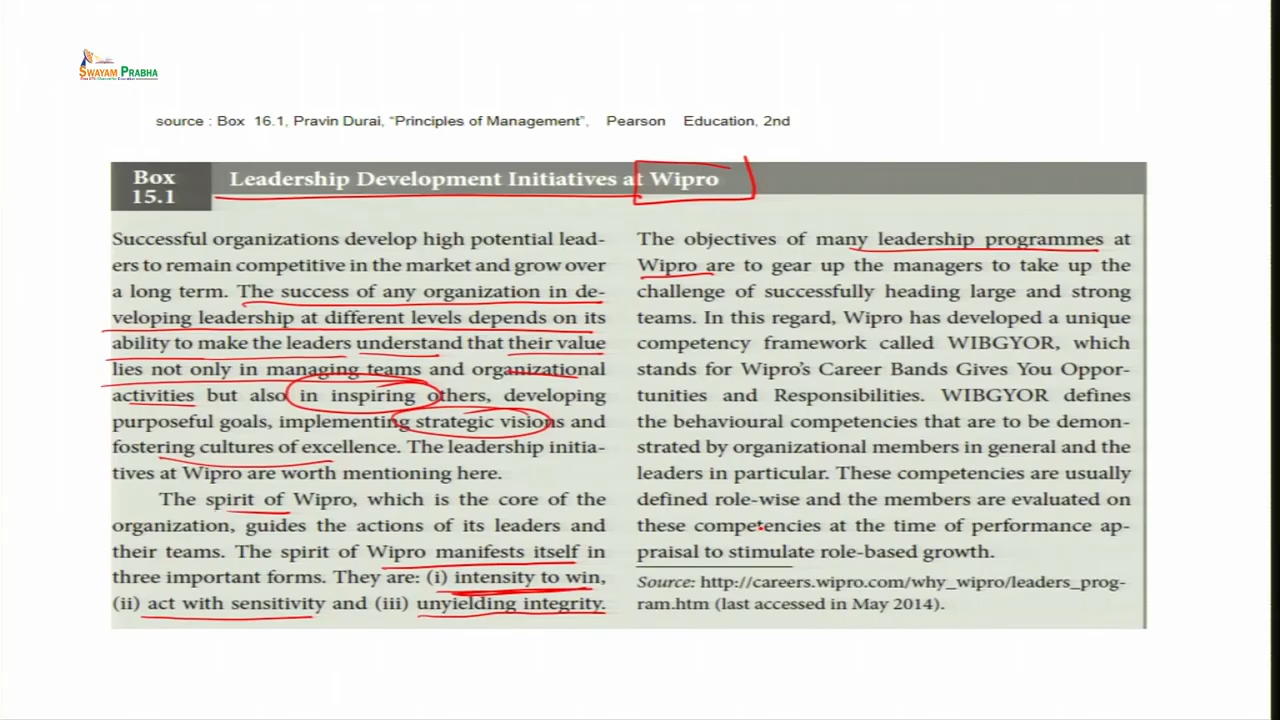 SWAYAM PRABHA
source : Box 16.1, Pravin Durai, “Principles of Management”, Pearson Education, 2nd
Box
15.1
Leadership Development Initiatives at Wipro
Successful organizations develop high potential lead-
ers to remain competitive in the market and grow over
a long term. The success of any organization in de-
veloping leadership at different levels depends on its
ability to make the leaders understand that their value
lies not only in managing teams and organizational
activities but also in inspiring others, developing
purposeful goals, implementing strategic visions and
fostering cultures of excellence. The leadership initia-
tives at Wipro are worth mentioning here.
The spirit of Wipro, which is the core of the
organization, guides the actions of its leaders and
their teams. The spirit of Wipro manifests itself in
three important forms. They are: (i) intensity to win,
(ii) act with sensitivity and (iii) unyielding integrity.
The objectives of many leadership programmes at
Wipro are to gear up the managers to take up the
challenge of successfully heading large and strong
teams. In this regard, Wipro has developed a unique
competency framework called WIBGYOR, which
stands for Wipro’s Career Bands Gives You Oppor-
tunities and Responsibilities. WIBGYOR defines
the behavioural competencies that are to be demon-
strated by organizational members in general and the
leaders in particular. These competencies are usually
defined role-wise and the members are evaluated on
these competencies at the time of performance ap-
praisal to stimulate role-based growth.
Source: http://careers.wipro.com/why_wipro/leaders_prog-
ram.htm (last accessed in May 2014).